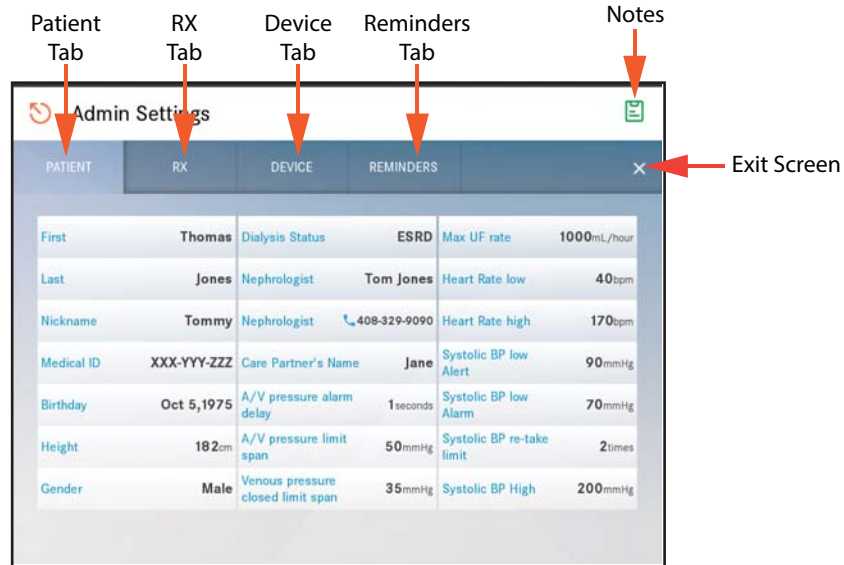 Patient Tab
RX Tab
Device Tab
Reminders Tab
Notes
Admin Settings
PATIENT RX DEVICE REMINDERS ×
Exit Screen
First Thomas Dialysis Status ESRD Max UF rate 1000mL/hour
Last Jones Nephrologist Tom Jones Heart Rate low 40bpm
Nickname Tommy Nephrologist 408-329-9090 Heart Rate high 170bpm
Medical ID XXX-YYY-ZZZ Care Partner's Name Jane Systolic BP low Alert 90mmHg
Birthday Oct 5,1975 A/V pressure alarm delay 1seconds Systolic BP low Alarm 70mmHg
Height 182cm A/V pressure limit span 50mmHg Systolic BP re-take limit 2times
Gender Male Venous pressure closed limit span 35mmHg Systolic BP High 200mmHg